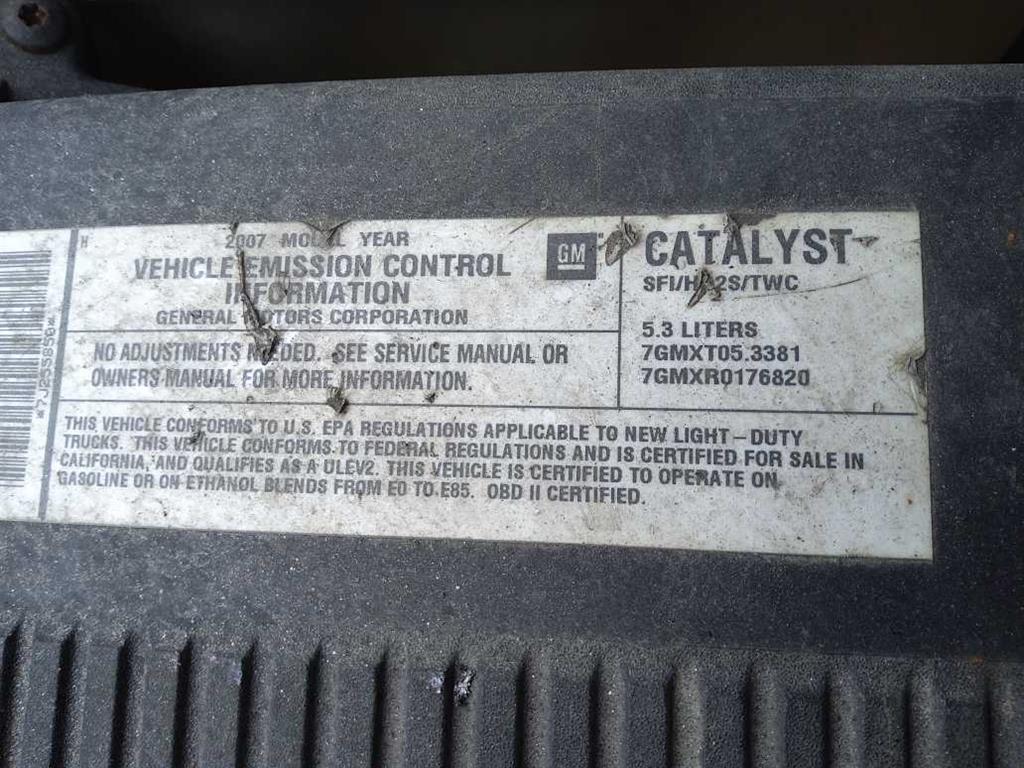 *7J255850*
H
2007 MODEL YEAR
VEHICLE EMISSION CONTROL
INFORMATION
GENERAL MOTORS CORPORATION
GM
NO ADJUSTMENTS NEEDED. SEE SERVICE MANUAL OR
OWNERS MANUAL FOR MORE INFORMATION.
CATALYST
SFI/HO2S/TWC
5.3 LITERS
7GMXT05.3381
7GMXR0176820
THIS VEHICLE CONFORMS TO U.S. EPA REGULATIONS APPLICABLE TO NEW LIGHT-DUTY
TRUCKS. THIS VEHICLE CONFORMS TO FEDERAL REGULATIONS AND IS CERTIFIED FOR SALE IN
CALIFORNIA, AND QUALIFIES AS A ULEV2. THIS VEHICLE IS CERTIFIED TO OPERATE ON
GASOLINE OR ON ETHANOL BLENDS FROM E0 TO E85. OBD II CERTIFIED.